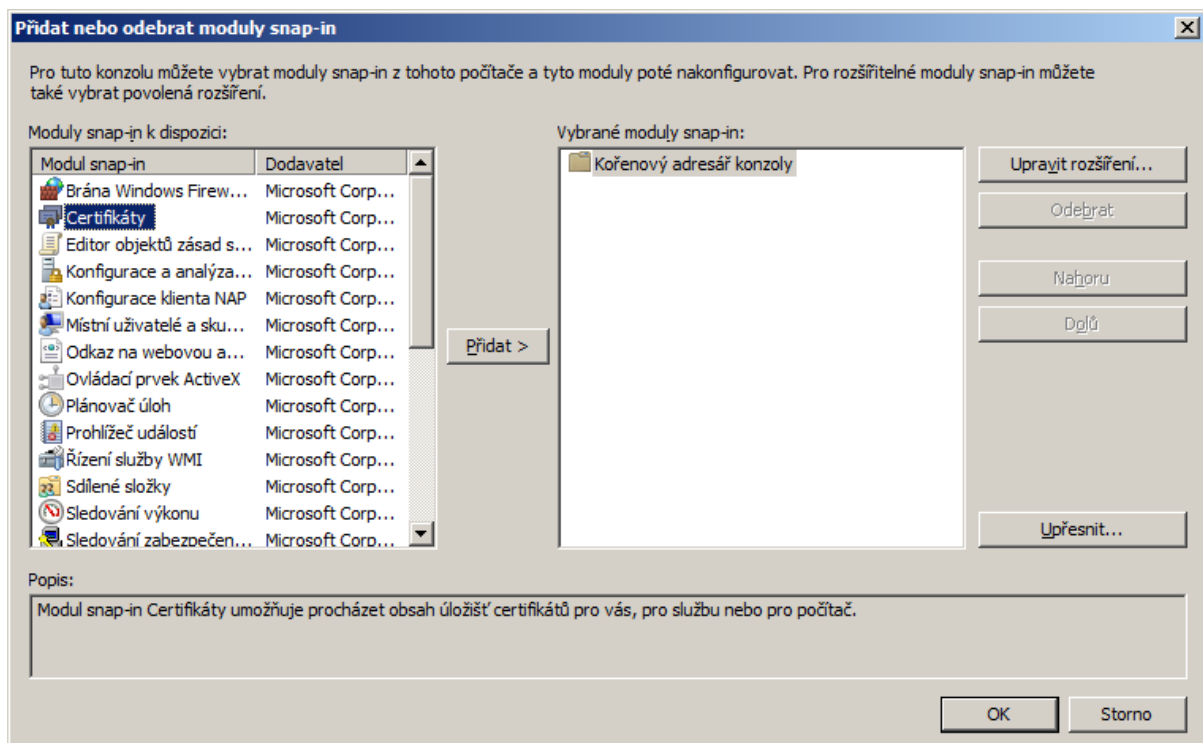 Přidat nebo odebrat moduly snap-in
Pro tuto konzolu můžete vybrat moduly snap-in z tohoto počítače a tyto moduly poté nakonfigurovat. Pro rozšířitelné moduly snap-in můžete
také vybrat povolená rozšíření.
Moduly snap-in k dispozici:
Modul snap-in Dodavatel
Brána Windows Firew... Microsoft Corp...
Certifikáty Microsoft Corp...
Editor objektů zásad s... Microsoft Corp...
Konfigurace a analýza... Microsoft Corp...
Konfigurace klienta NAP Microsoft Corp...
Místní uživatelé a sku... Microsoft Corp...
Odkaz na webovou a... Microsoft Corp...
Ovládací prvek ActiveX Microsoft Corp...
Plánovač úloh Microsoft Corp...
Prohlížeč událostí Microsoft Corp...
Řízení služby WMI Microsoft Corp...
Sdílené složky Microsoft Corp...
Sledování výkonu Microsoft Corp...
Sledování zabezpečen... Microsoft Corp...
Přidat >
Vybrané moduly snap-in:
Kořenový adresář konzoly
Upravit rozšíření...
Odebrat
Nahoru
Dolů
Upřesnit...
Popis:
Modul snap-in Certifikáty umožňuje procházet obsah úložišť certifikátů pro vás, pro službu nebo pro počítač.
OK
Storno